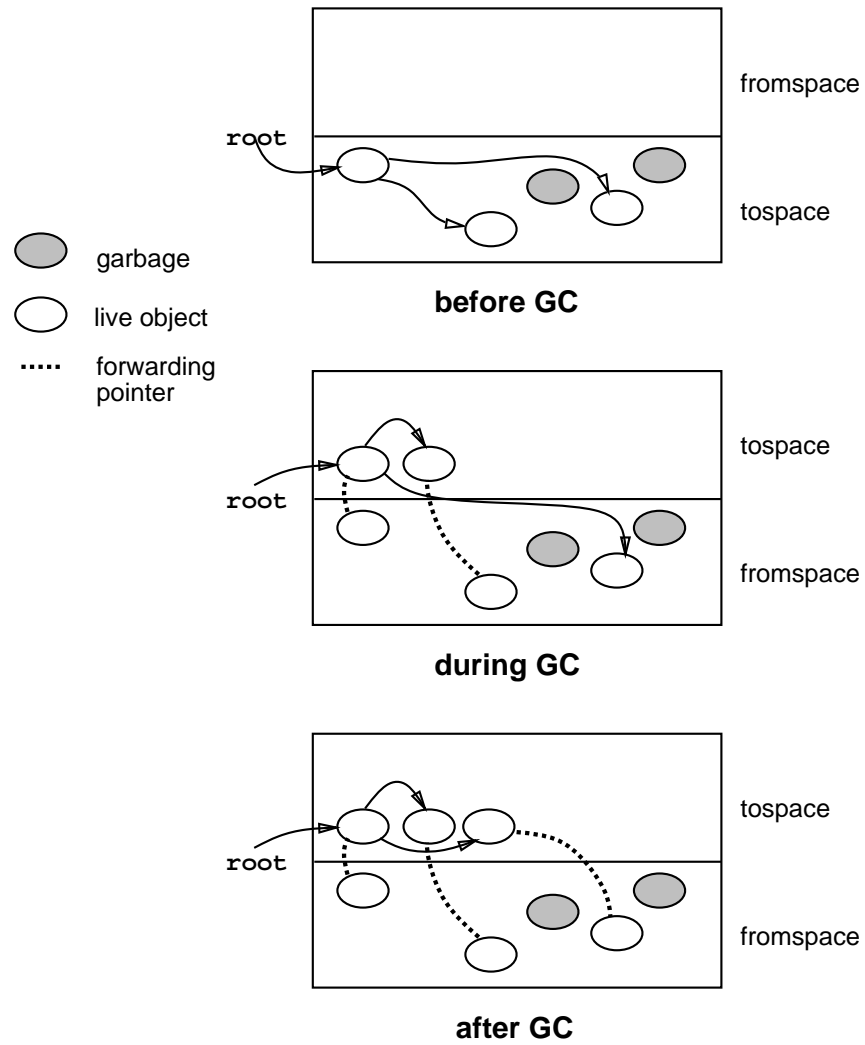 fromspace
root
tospace
garbage
before GC
live object
forwarding
pointer
tospace
root
fromspace
during GC
tospace
root
fromspace
after GC